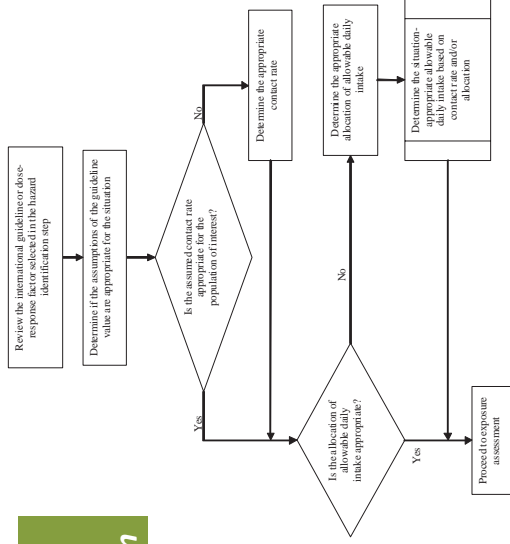 Review the international guideline or dose-
response factor selected in the hazard
identification step
Determine if the assumptions of the guideline
value are appropriate for the situation
Is the assumed contact rate
appropriate for the
population of interest?
Yes
No
Determine the appropriate
contact rate
Is the allocation of
allowable daily
intake appropriate?
No
Yes
Determine the appropriate
allocation of allowable daily
intake
Determine the situation-
appropriate allowable
daily intake based on
contact rate and/or
allocation
Proceed to exposure
assessment
n